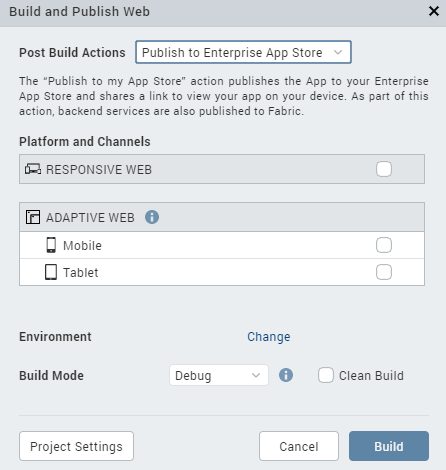 Build and Publish Web
Post Build Actions Publish to Enterprise App Store
The “Publish to my App Store” action publishes the App to your Enterprise
App Store and shares a link to view your app on your device. As part of this
action, backend services are also published to Fabric.
Platform and Channels
RESPONSIVE WEB
ADAPTIVE WEB
Mobile
Tablet
Environment Change
Build Mode Debug Clean Build
Project Settings Cancel Build